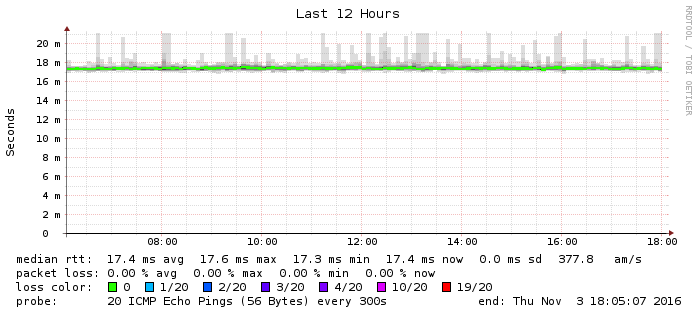 Last 12 Hours
RRDTOOL / TOBI OETIKER
Seconds
20 m
18 m
16 m
14 m
12 m
10 m
8 m
6 m
4 m
2 m
0
08:00 10:00 12:00 14:00 16:00 18:00
median rtt: 17.4 ms avg 17.6 ms max 17.3 ms min 17.4 ms now 0.0 ms sd 377.8 am/s
packet loss: 0.00 % avg 0.00 % max 0.00 % min 0.00 % now
loss color: 0 1/20 2/20 3/20 4/20 10/20 19/20
probe: 20 ICMP Echo Pings (56 Bytes) every 300s end: Thu Nov 3 18:05:07 2016